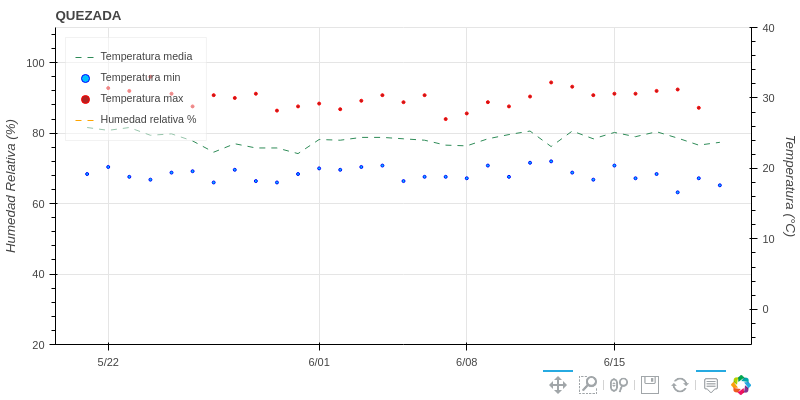 QUEZADA
Temperatura media
Temperatura min
Temperatura max
Humedad relativa %
Humedad Relativa (%)
100
80
60
40
20
Temperatura (°C)
40
30
20
10
0
5/22
6/01
6/08
6/15